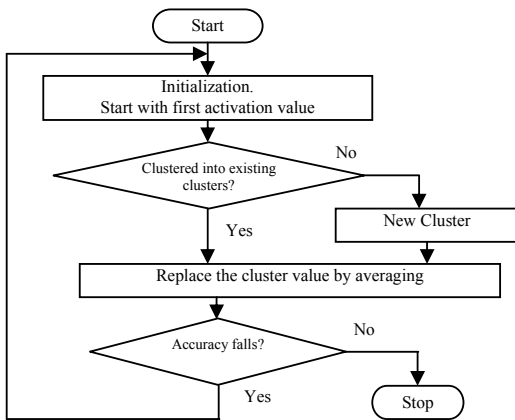 Start
Initialization.
Start with first activation value
Clustered into existing
clusters?
No
Yes
New Cluster
Replace the cluster value by averaging
Accuracy falls?
No
Yes
Stop